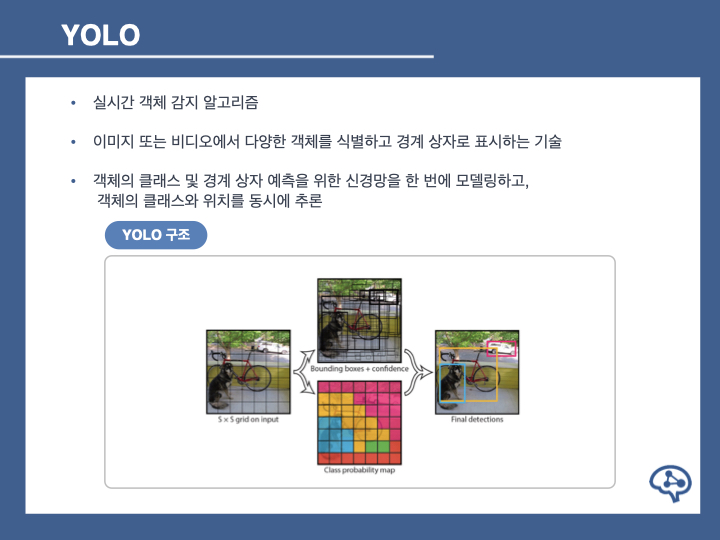 YOLO
• 실시간 객체 감지 알고리즘
• 이미지 또는 비디오에서 다양한 객체를 식별하고 경계 상자로 표시하는 기술
• 객체의 클래스 및 경계 상자 예측을 위한 신경망을 한 번에 모델링하고,
객체의 클래스와 위치를 동시에 추론
YOLO 구조
Bounding boxes + confidence
S × S grid on input
Final detections
Class probability map